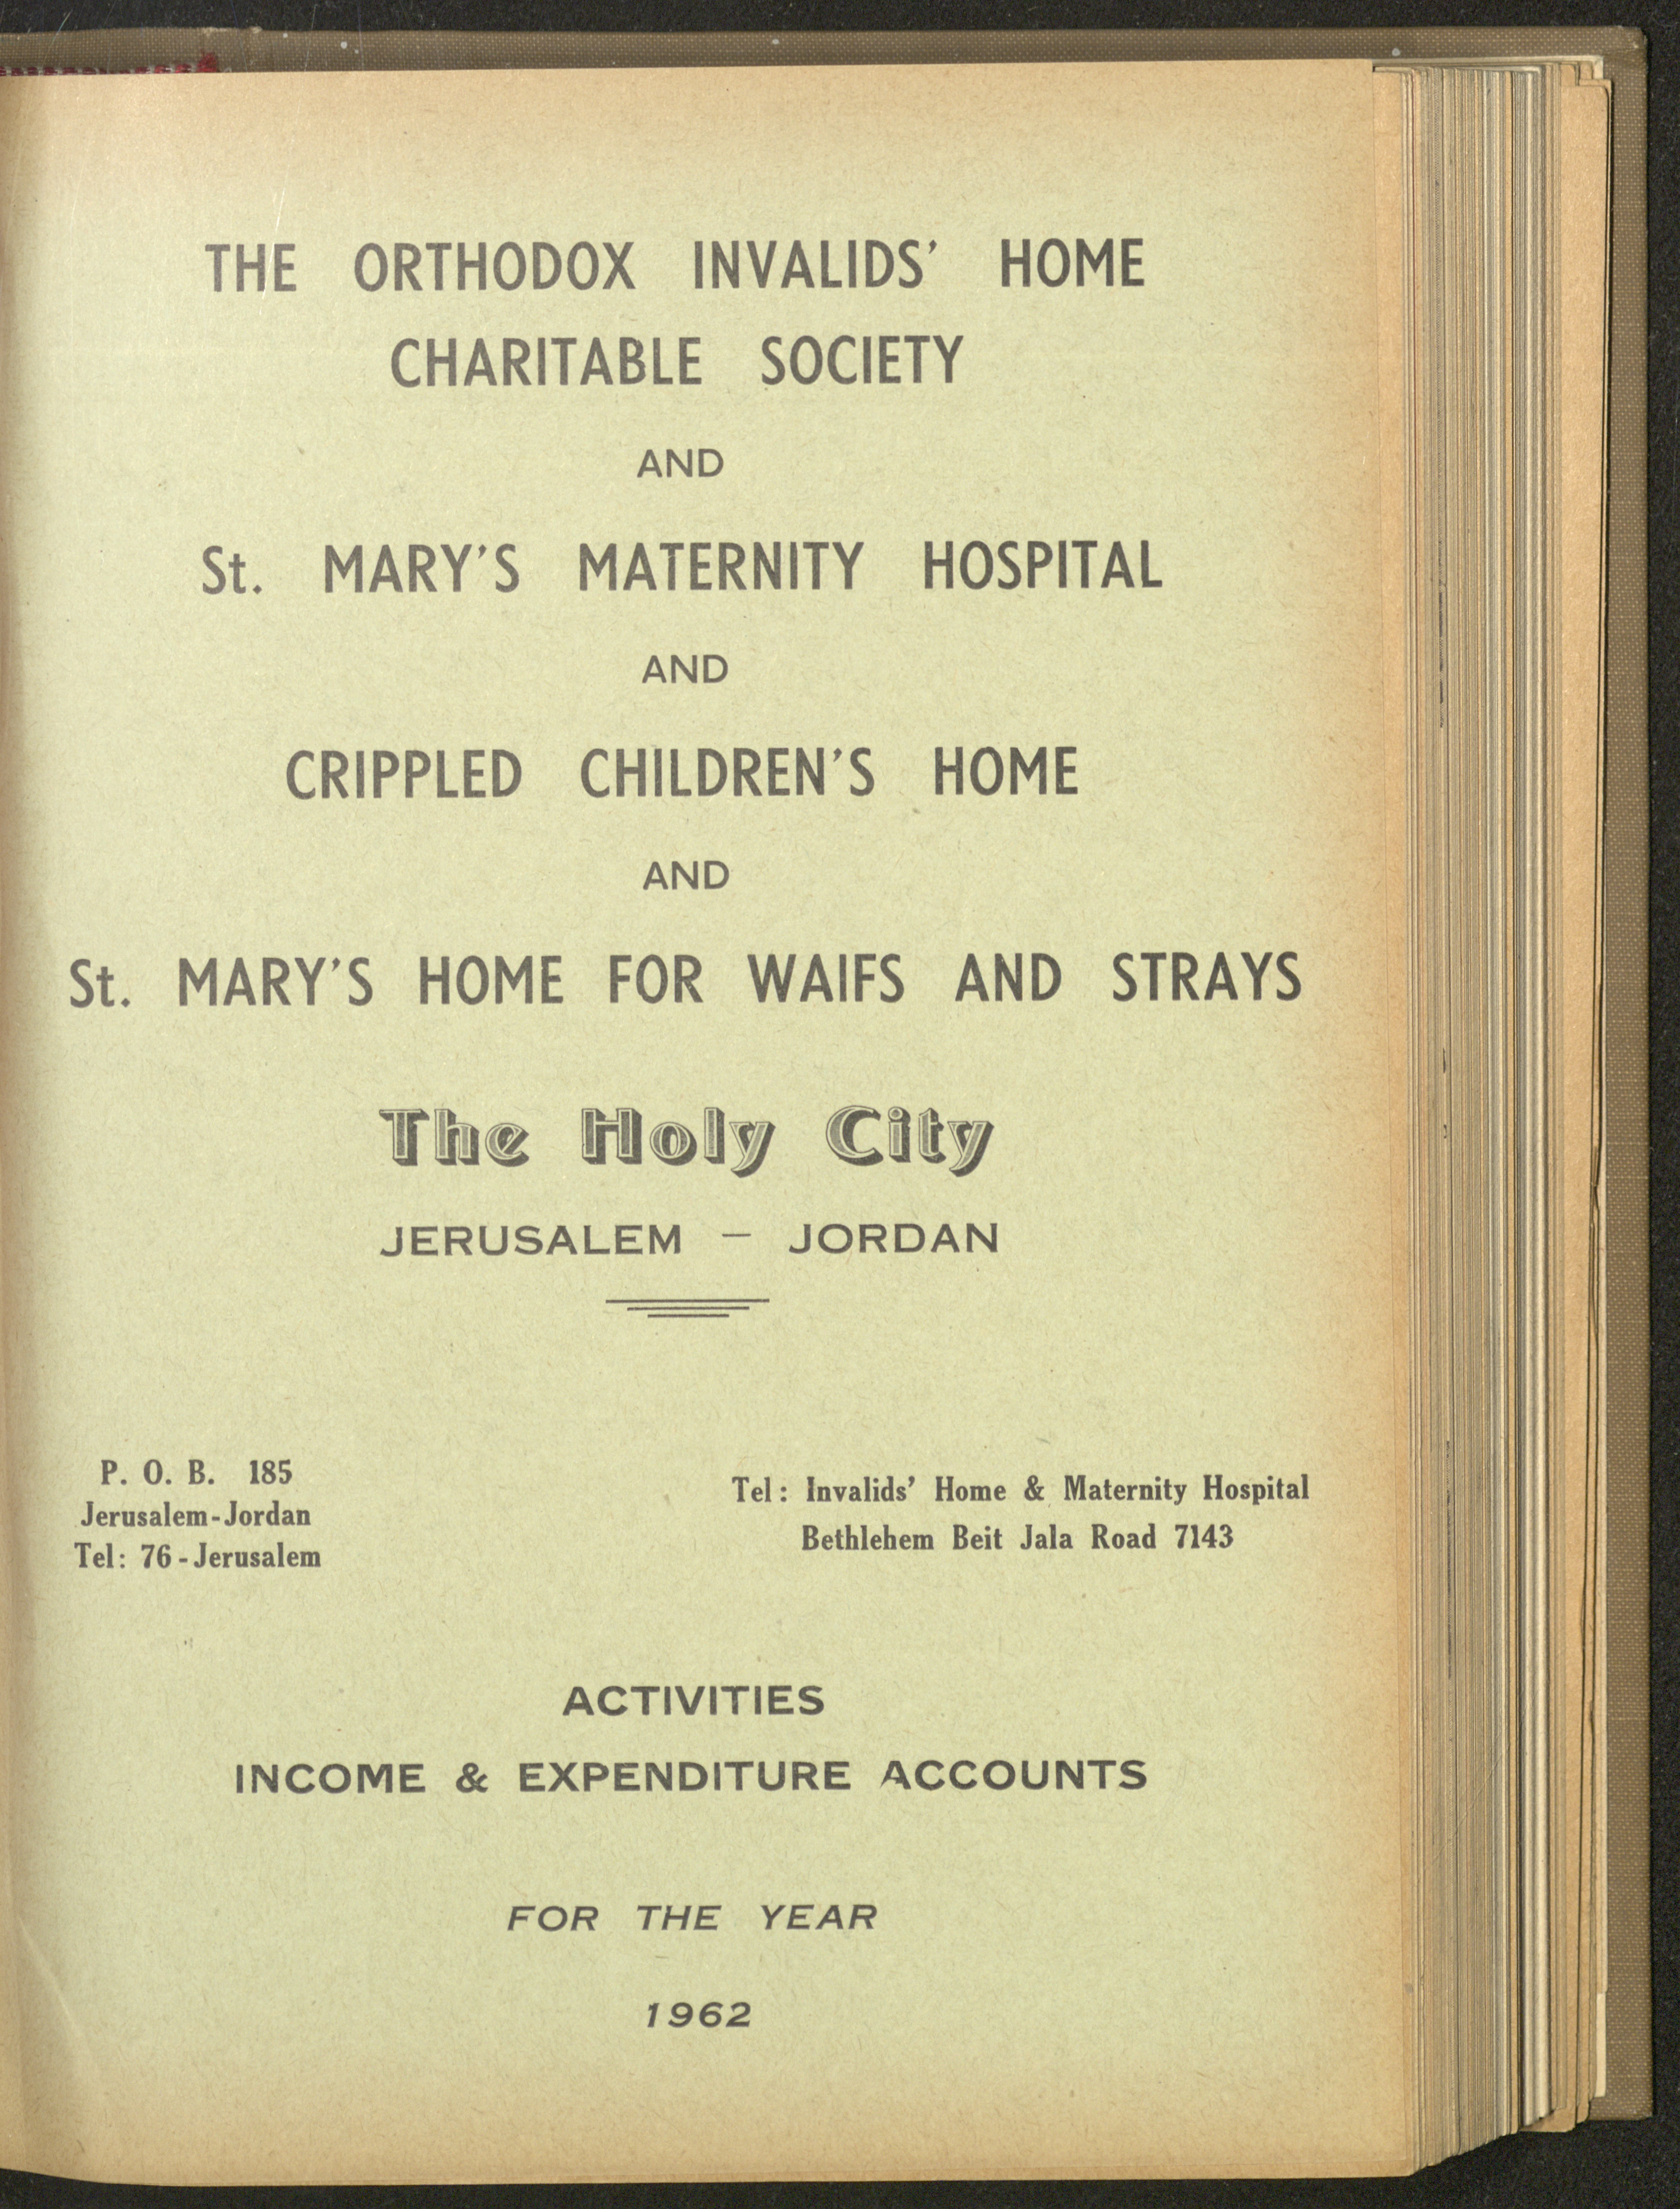 THE ORTHODOX INVALIDS' HOME
CHARITABLE SOCIETY
AND
St. MARY'S MATERNITY HOSPITAL
AND
CRIPPLED CHILDREN'S HOME
AND
St. MARY'S HOME FOR WAIFS AND STRAYS
The Holy City
JERUSALEM – JORDAN
P. O. B. 185
Jerusalem-Jordan
Tel: 76 - Jerusalem
Tel: Invalids' Home & Maternity Hospital
Bethlehem Beit Jala Road 7143
ACTIVITIES
INCOME & EXPENDITURE ACCOUNTS
FOR THE YEAR
1962